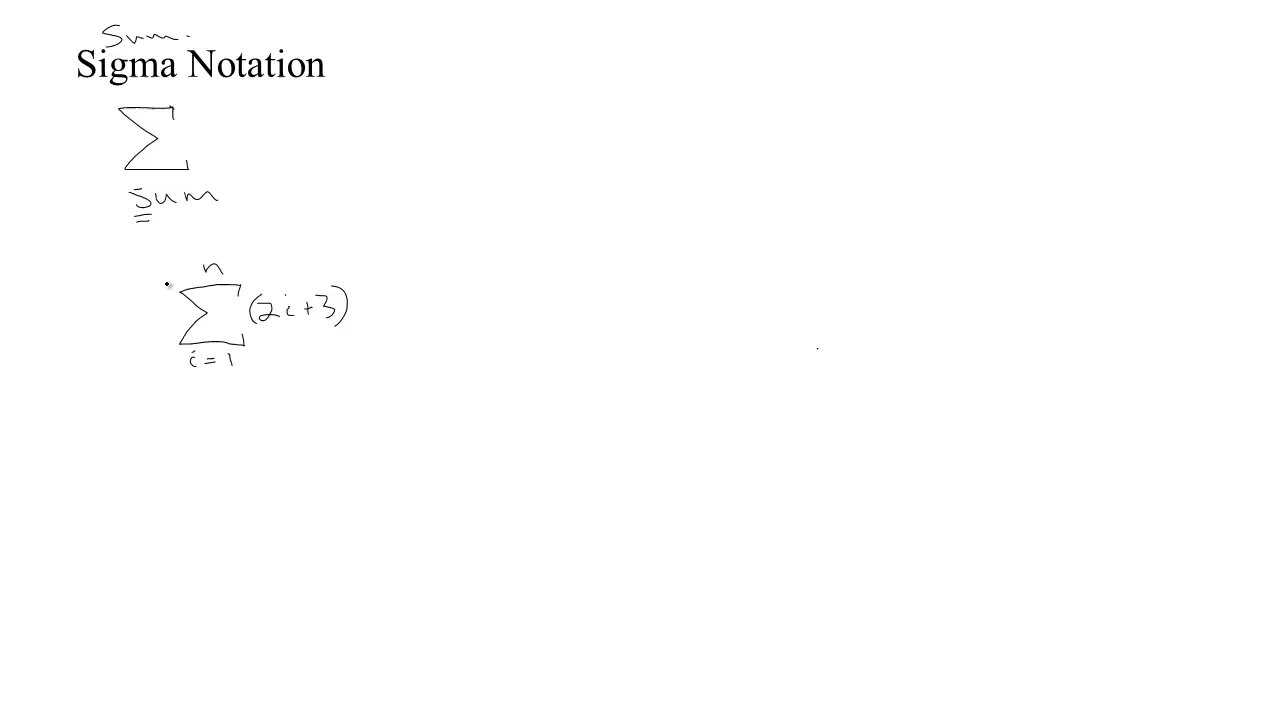 Sum.
Sigma Notation
Σ
Sum
n
Σ (2i+3)
i = 1